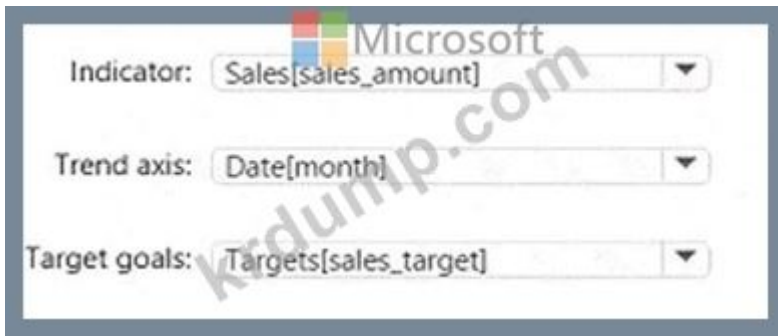 Microsoft
Indicator: Sales[sales_amount]
Trend axis: Date[month]
Target goals: Targets[sales_target]
krdump.com